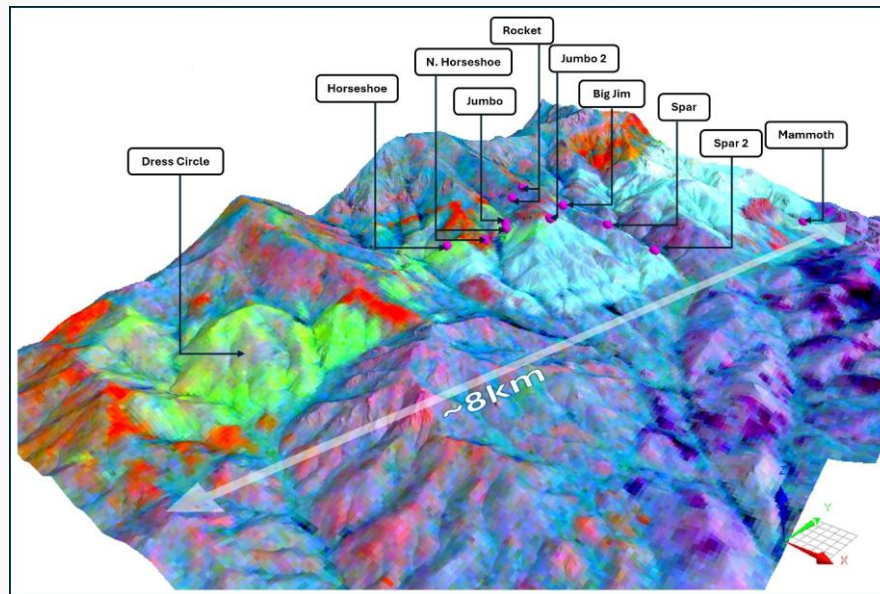 Rocket
N. Horseshoe
Jumbo 2
Horseshoe
Jumbo
Big Jim
Spar
Dress Circle
Spar 2
Mammoth
~8km
Z
Y
X